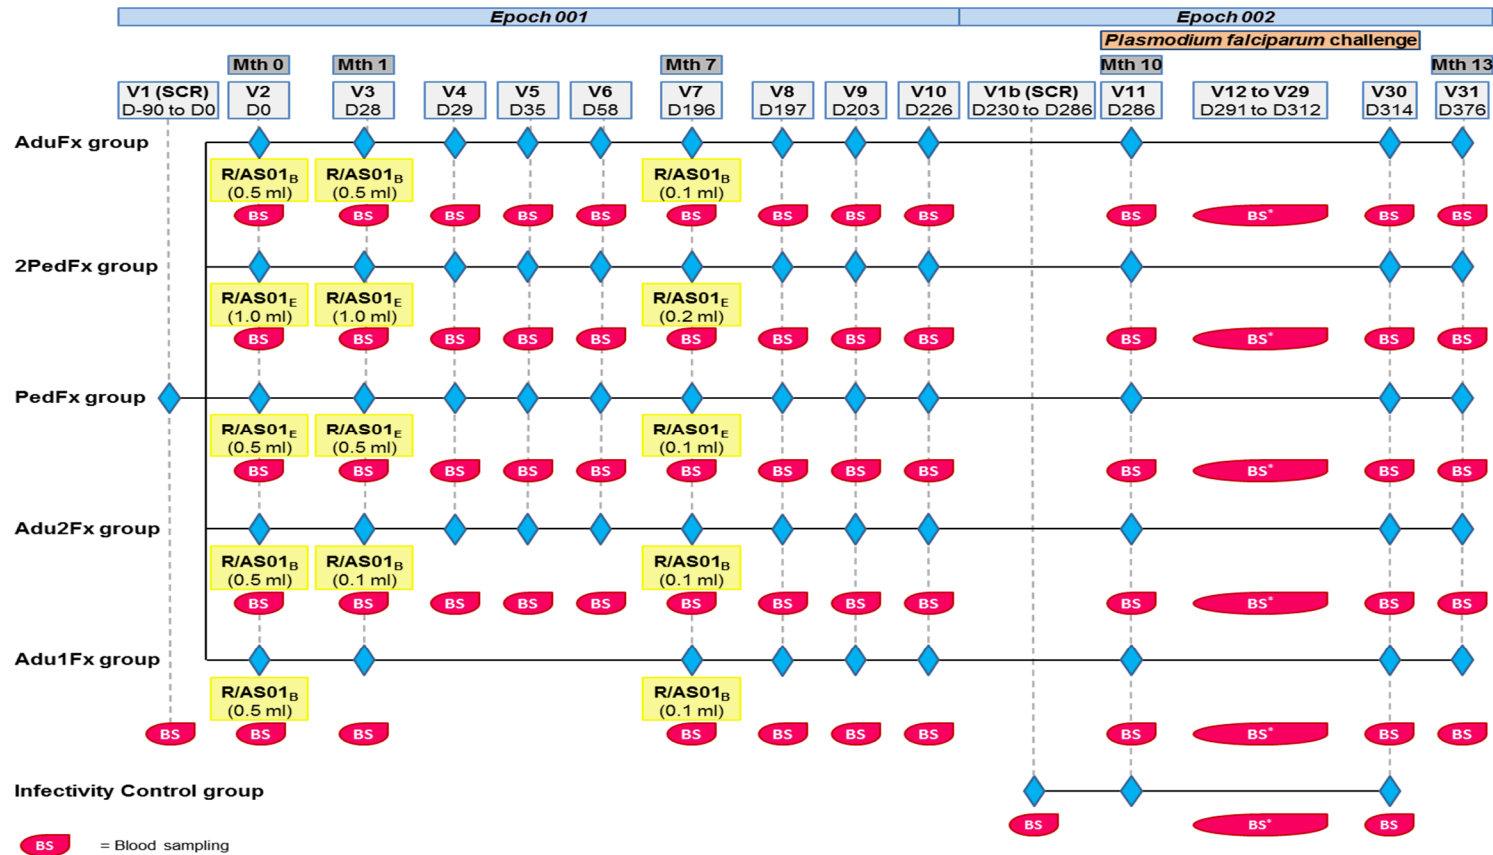 Epoch 001 Epoch 002
Plasmodium falciparum challenge
Mth 0 Mth 1 Mth 7 Mth 10 Mth 13
V1 (SCR) V2 V3 V4 V5 V6 V7 V8 V9 V10 V1b (SCR) V11 V12 to V29 V30 V31
D-90 to D0 D0 D28 D29 D35 D58 D196 D197 D203 D226 D230 to D286 D286 D291 to D312 D314 D376
AduFx group
R/AS01B R/AS01B R/AS01B
(0.5 ml) (0.5 ml) (0.1 ml)
BS BS BS BS BS BS BS BS BS BS BS* BS BS
2PedFx group
R/AS01E R/AS01E R/AS01E
(1.0 ml) (1.0 ml) (0.2 ml)
BS BS BS BS BS BS BS BS BS BS BS* BS BS
PedFx group
R/AS01E R/AS01E R/AS01E
(0.5 ml) (0.5 ml) (0.1 ml)
BS BS BS BS BS BS BS BS BS BS BS* BS BS
Adu2Fx group
R/AS01B R/AS01B R/AS01B
(0.5 ml) (0.1 ml) (0.1 ml)
BS BS BS BS BS BS BS BS BS BS BS* BS BS
Adu1Fx group
R/AS01B R/AS01B
(0.5 ml) (0.1 ml)
BS BS BS BS BS BS BS BS BS* BS BS
Infectivity Control group
BS BS* BS
BS = Blood sampling